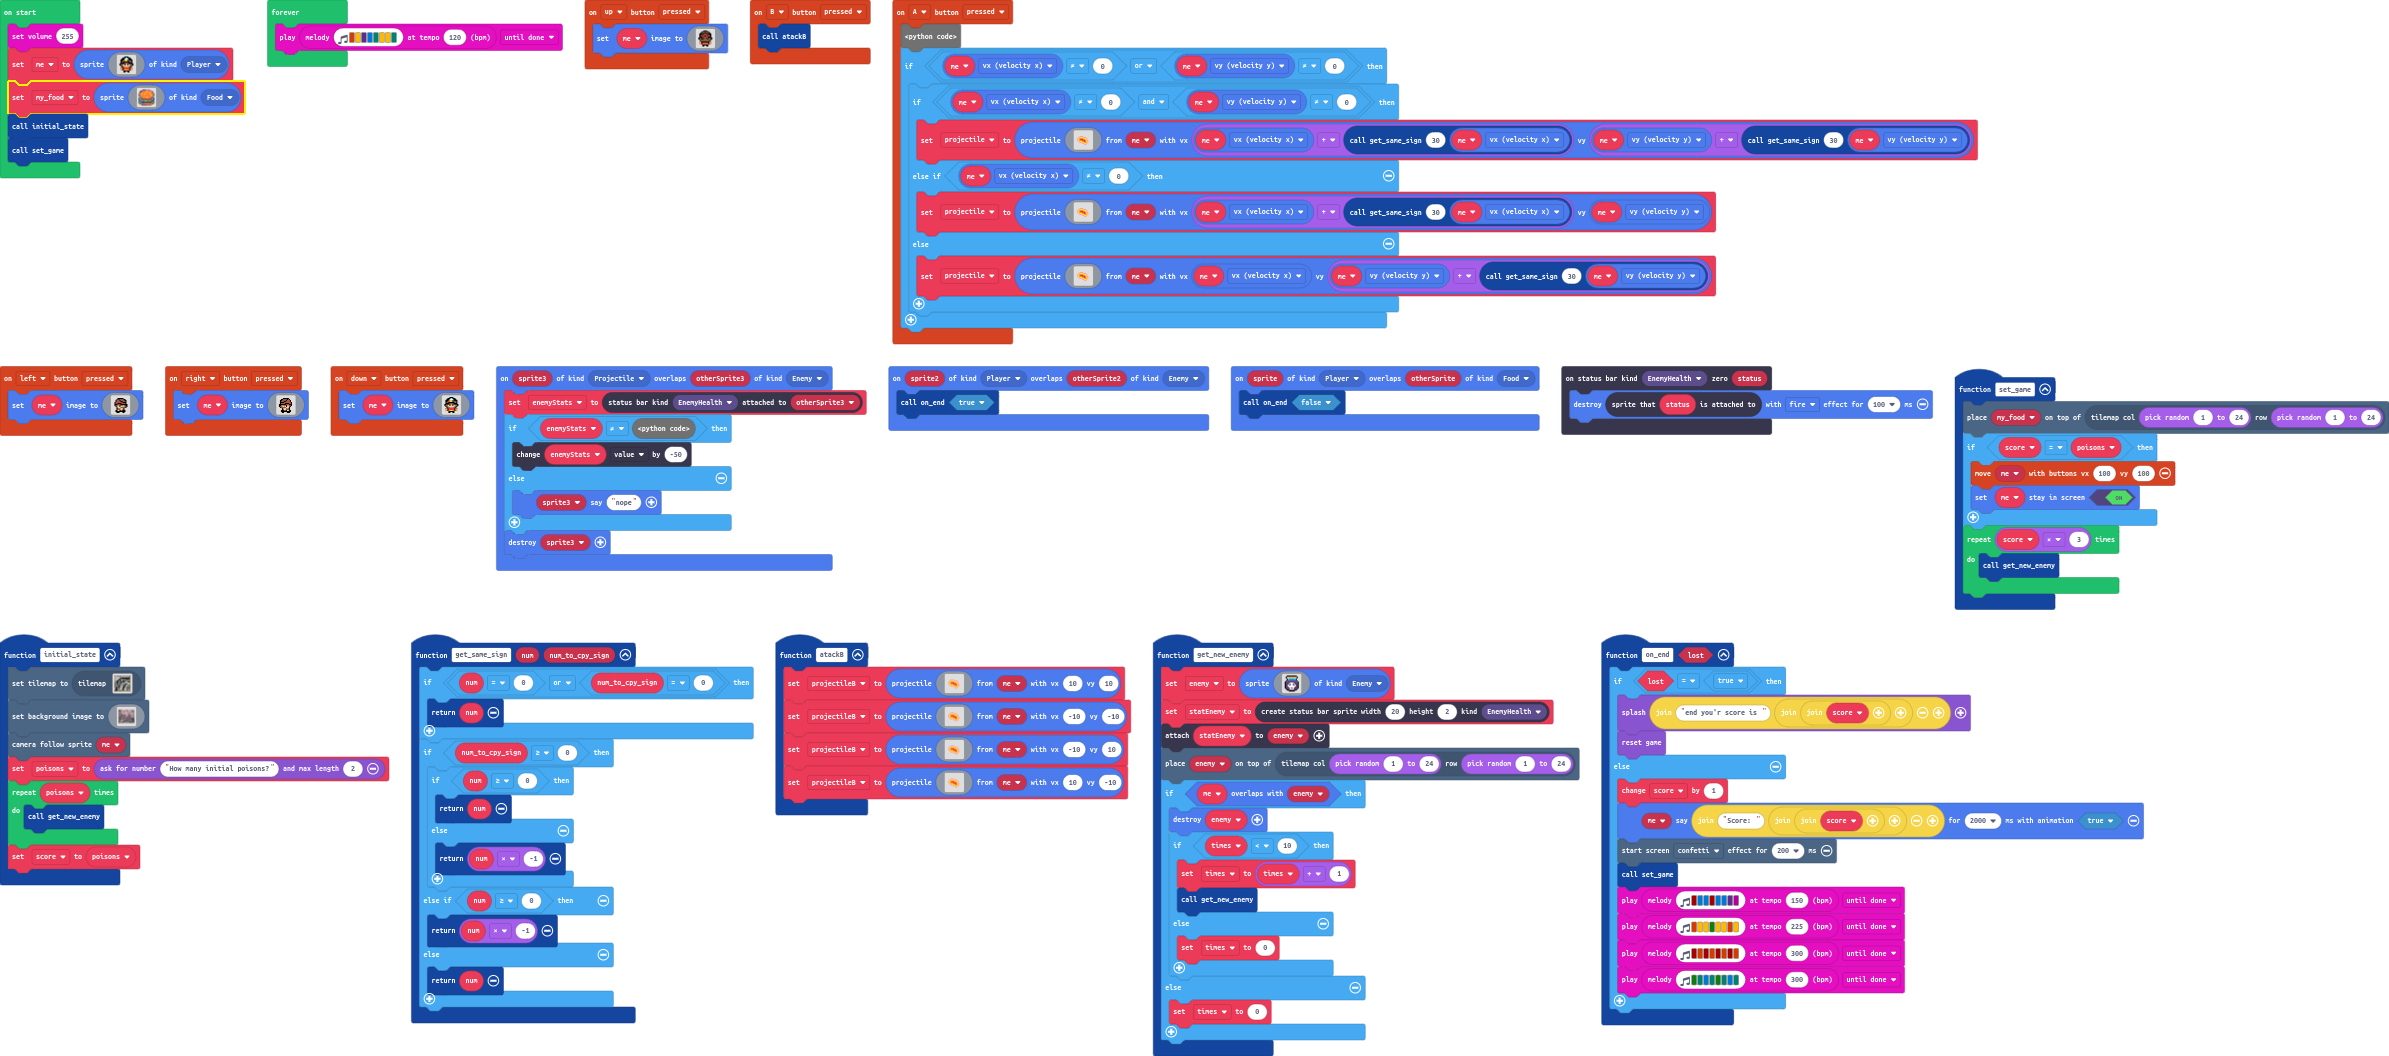 on start
set volume 255
set me to sprite of kind Player
set my_food to sprite of kind Food
call initial_state
call set_game
forever
play melody at tempo 120 (bpm) until done
on up button pressed
set me image to
on B button pressed
call atackB
on A button pressed
<python code>
if me vx (velocity x) ≠ 0 or me vy (velocity y) ≠ 0 then
if me vx (velocity x) ≠ 0 and me vy (velocity y) ≠ 0 then
set projectile to projectile from me with vx me vx (velocity x) + call get_same_sign 30 me vx (velocity x) vy me vy (velocity y) + call get_same_sign 30 me vy (velocity y)
else if me vx (velocity x) ≠ 0 then
set projectile to projectile from me with vx me vx (velocity x) + call get_same_sign 30 me vx (velocity x) vy me vy (velocity y)
else
set projectile to projectile from me with vx me vx (velocity x) vy me vy (velocity y) + call get_same_sign 30 me vy (velocity y)
on left button pressed
set me image to
on right button pressed
set me image to
on down button pressed
set me image to
on sprite3 of kind Projectile overlaps otherSprite3 of kind Enemy
set enemyStats to status bar kind EnemyHealth attached to otherSprite3
if enemyStats ≠ <python code> then
change enemyStats value by -50
else
sprite3 say "nope"
destroy sprite3
on sprite2 of kind Player overlaps otherSprite2 of kind Enemy
call on_end true
on sprite of kind Player overlaps otherSprite of kind Food
call on_end false
on status bar kind EnemyHealth zero status
destroy sprite that status is attached to with fire effect for 100 ms
function set_game
place my_food on top of tilemap col pick random 1 to 24 row pick random 1 to 24
if score = poisons then
move me with buttons vx 100 vy 100
set me stay in screen ON
repeat score × 3 times
do call get_new_enemy
function initial_state
set tilemap to tilemap
set background image to
camera follow sprite me
set poisons to ask for number "How many initial poisons?" and max length 2
repeat poisons times
do call get_new_enemy
set score to poisons
function get_same_sign num num_to_cpy_sign
if num = 0 or num_to_cpy_sign = 0 then
return num
if num_to_cpy_sign ≥ 0 then
if num ≥ 0 then
return num
else
return num × -1
else if num ≥ 0 then
return num × -1
else
return num
function atackB
set projectileB to projectile from me with vx 10 vy 10
set projectileB to projectile from me with vx -10 vy -10
set projectileB to projectile from me with vx -10 vy 10
set projectileB to projectile from me with vx 10 vy -10
function get_new_enemy
set enemy to sprite of kind Enemy
set statEnemy to create status bar sprite width 20 height 2 kind EnemyHealth
attach statEnemy to enemy
place enemy on top of tilemap col pick random 1 to 24 row pick random 1 to 24
if me overlaps with enemy then
destroy enemy
if times < 10 then
set times to times + 1
call get_new_enemy
else
set times to 0
else
set times to 0
function on_end lost
if lost = true then
splash join "end you'r score is " join join score
reset game
else
change score by 1
me say join "Score: " join join score for 2000 ms with animation true
start screen confetti effect for 200 ms
call set_game
play melody at tempo 150 (bpm) until done
play melody at tempo 225 (bpm) until done
play melody at tempo 300 (bpm) until done
play melody at tempo 300 (bpm) until done